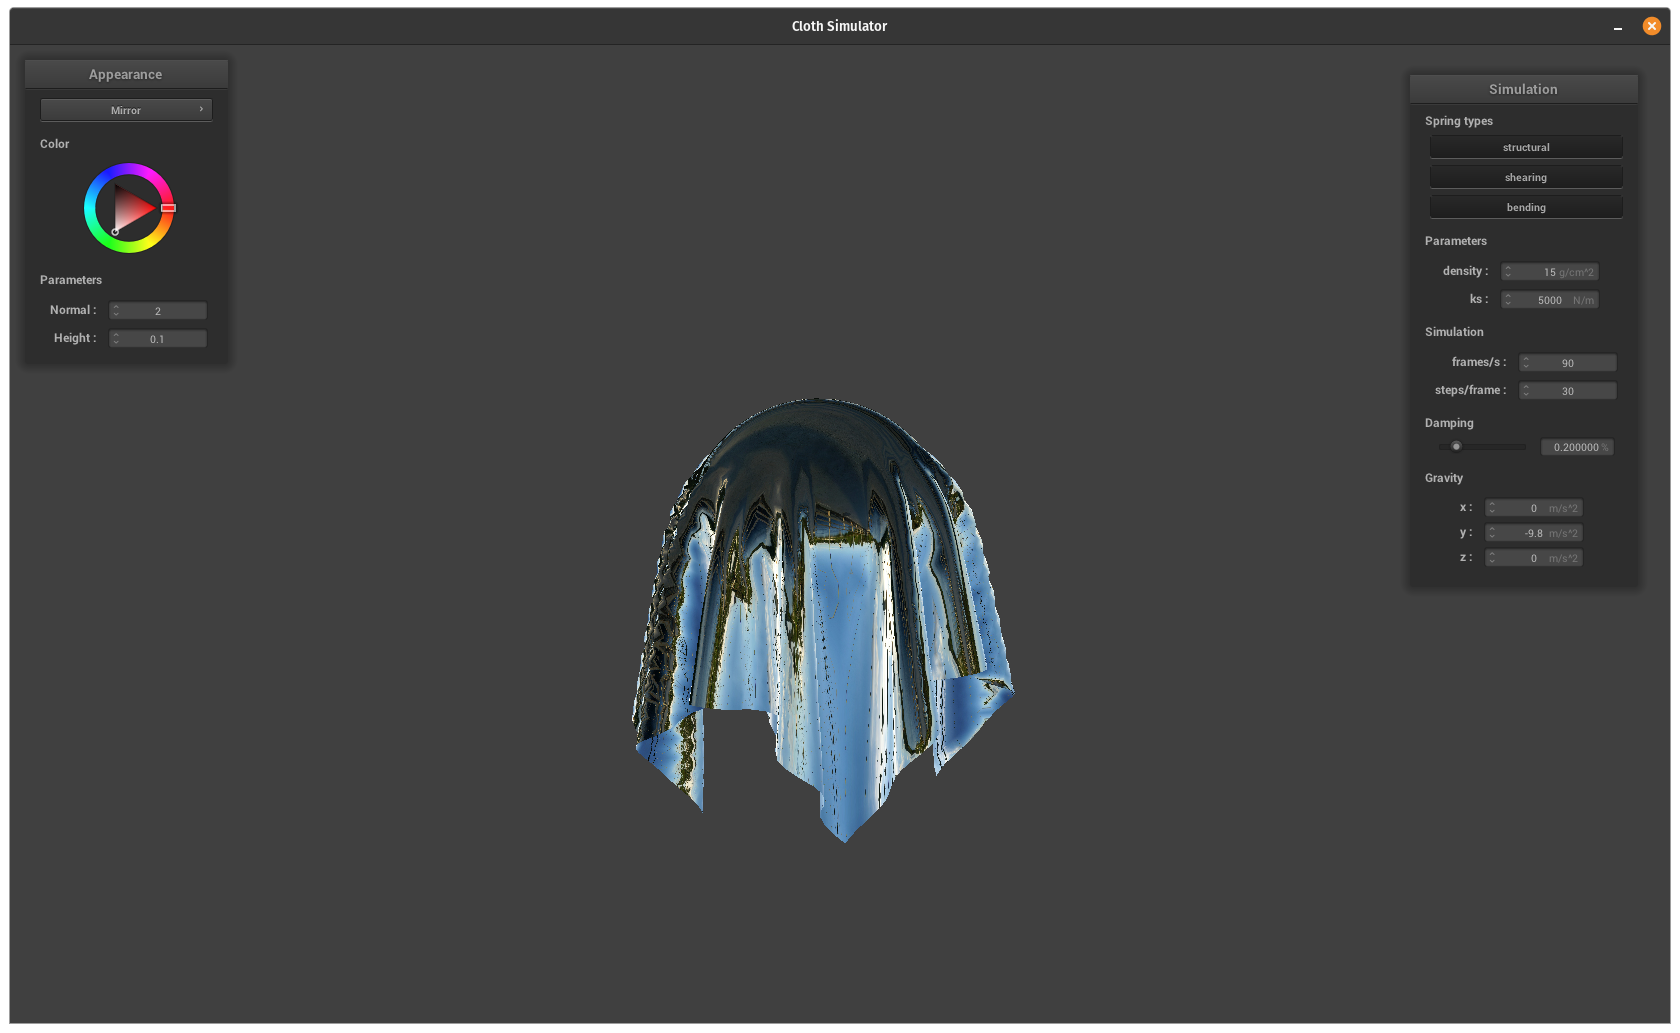 Cloth Simulator
Appearance
Mirror
Color
Parameters
Normal : 2
Height : 0.1
Simulation
Spring types
structural
shearing
bending
Parameters
density : 15 g/cm^2
ks : 5000 N/m
Simulation
frames/s : 90
steps/frame : 30
Damping
0.200000 %
Gravity
x : 0 m/s^2
y : -9.8 m/s^2
z : 0 m/s^2